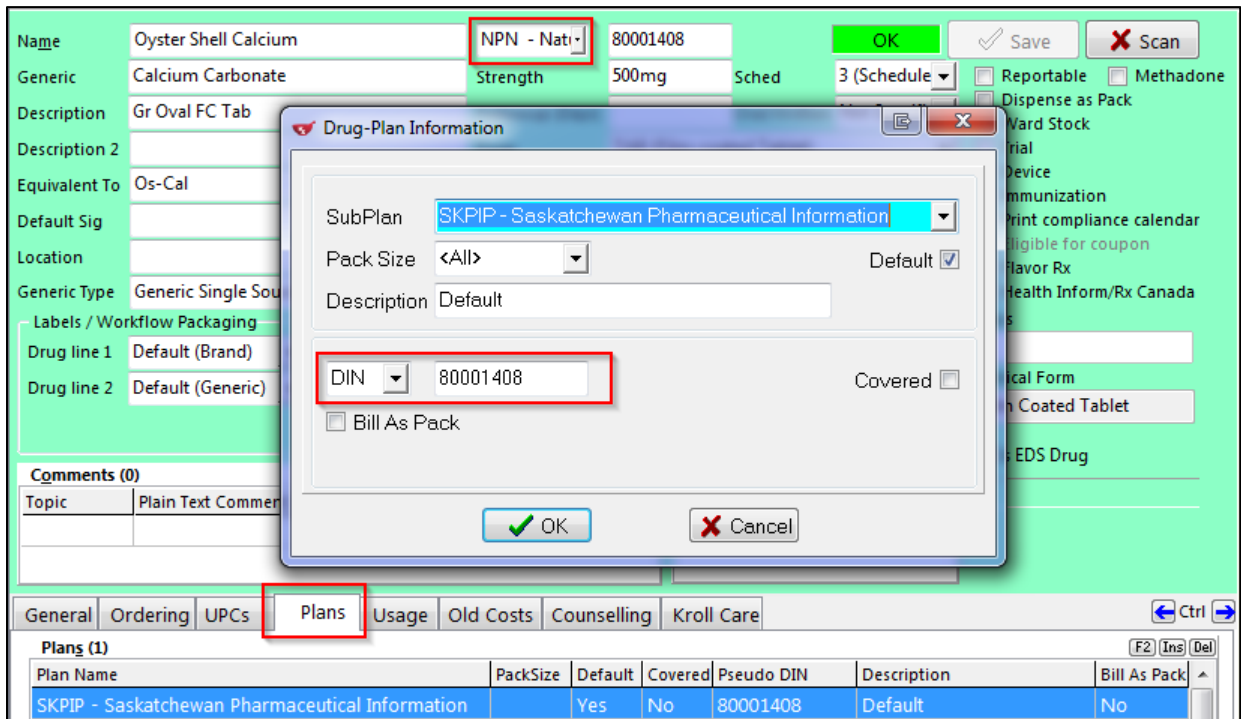 Name Oyster Shell Calcium NPN - Nat 80001408 OK Save Scan
Generic Calcium Carbonate Strength 500mg Sched 3 (Schedule Reportable Methadone
Description Gr Oval FC Tab Dispense as Pack
Drug-Plan Information
Ward Stock
Description 2
Trial
Equivalent To Os-Cal
Device
mmunization
Default Sig
SubPlan SKPIP - Saskatchewan Pharmaceutical Information
Print compliance calendar
Eligible for coupon
Location
Pack Size <All> Default
Flavor Rx
Generic Type Generic Single Sou
Description Default
Health Inform/Rx Canada
Labels / Workflow Packaging
s
Drug line 1 Default (Brand)
DIN 80001408 Covered
ical Form
Drug line 2 Default (Generic)
Coated Tablet
Bill As Pack
EDS Drug
Comments (0)
Topic Plain Text Commen
OK Cancel
General Ordering UPCs Plans Usage Old Costs Counselling Kroll Care Ctrl
Plans (1) F2 Ins Del
Plan Name PackSize Default Covered Pseudo DIN Description Bill As Pack
SKPIP - Saskatchewan Pharmaceutical Information Yes No 80001408 Default No